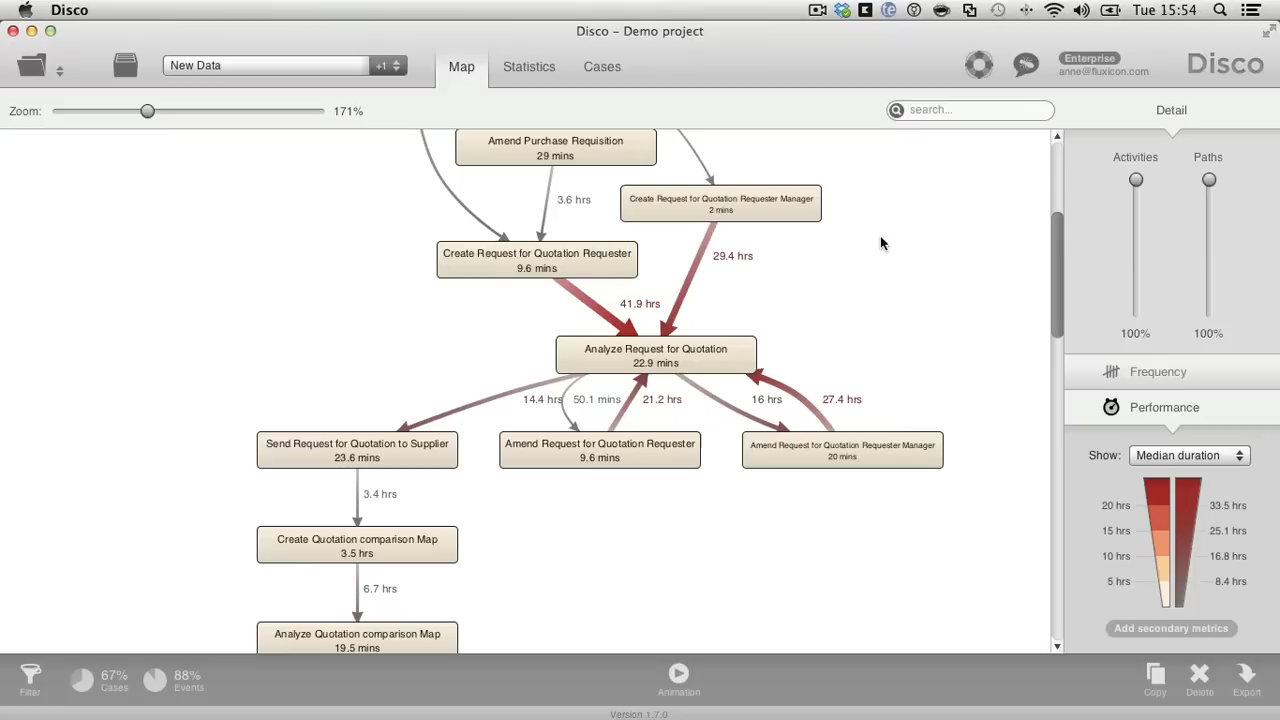 Disco
Tue 15:54
Disco – Demo project
New Data
+1
Map
Statistics
Cases
Enterprise
anne@fluxicon.com
Disco
Zoom:
171%
search...
Detail
Amend Purchase Requisition
29 mins
Create Request for Quotation Requester Manager
2 mins
3.6 hrs
Create Request for Quotation Requester
9.6 mins
29.4 hrs
41.9 hrs
Analyze Request for Quotation
22.9 mins
14.4 hrs
50.1 mins
21.2 hrs
16 hrs
27.4 hrs
Send Request for Quotation to Supplier
23.6 mins
Amend Request for Quotation Requester
9.6 mins
Amend Request for Quotation Requester Manager
20 mins
3.4 hrs
Create Quotation comparison Map
3.5 hrs
6.7 hrs
Analyze Quotation comparison Map
19.5 mins
Activities
Paths
100%
100%
Frequency
Performance
Show:
Median duration
20 hrs
33.5 hrs
15 hrs
25.1 hrs
10 hrs
16.8 hrs
5 hrs
8.4 hrs
Add secondary metrics
Filter
67%
Cases
88%
Events
Animation
Copy
Delete
Export
Version 1.7.0